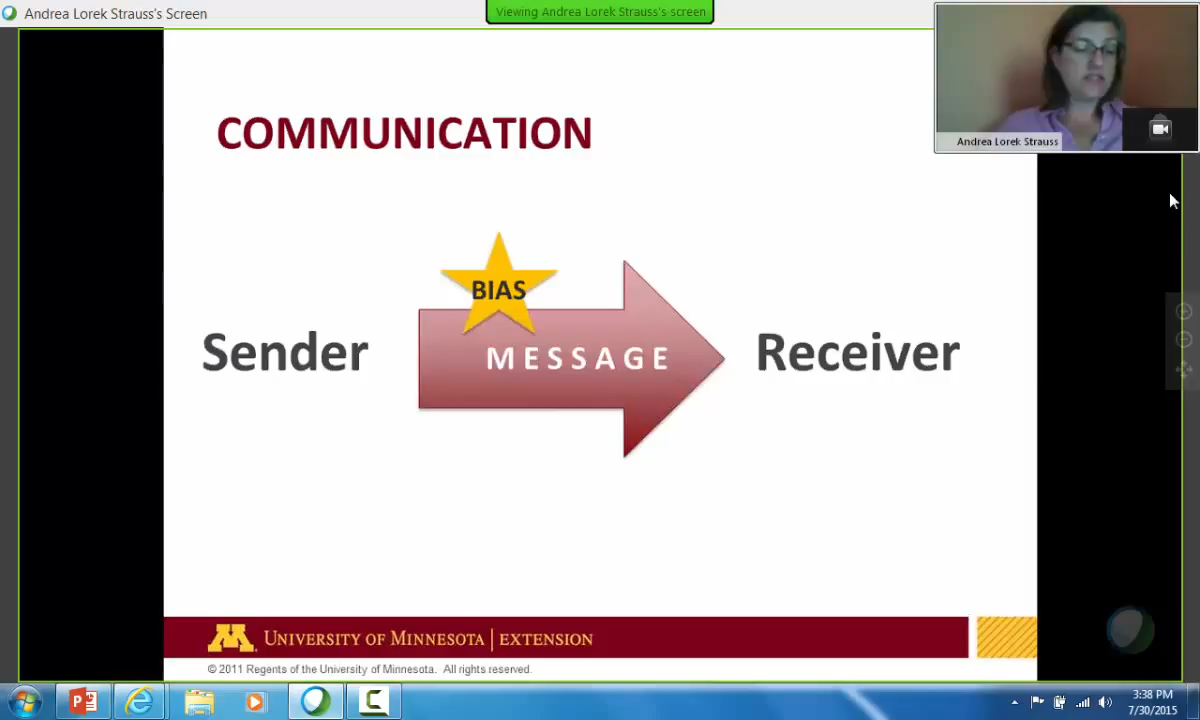 Andrea Lorek Strauss's Screen
Viewing Andrea Lorek Strauss's screen
Andrea Lorek Strauss
COMMUNICATION
BIAS
Sender
MESSAGE
Receiver
UNIVERSITY OF MINNESOTA | EXTENSION
© 2011 Regents of the University of Minnesota. All rights reserved.
3:38 PM
7/30/2015